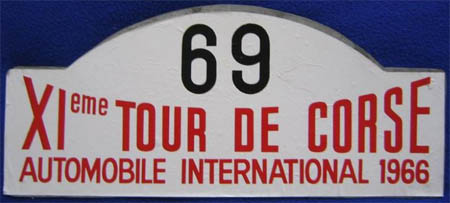 69
XIeme TOUR DE CORSE
AUTOMOBILE INTERNATIONAL 1966